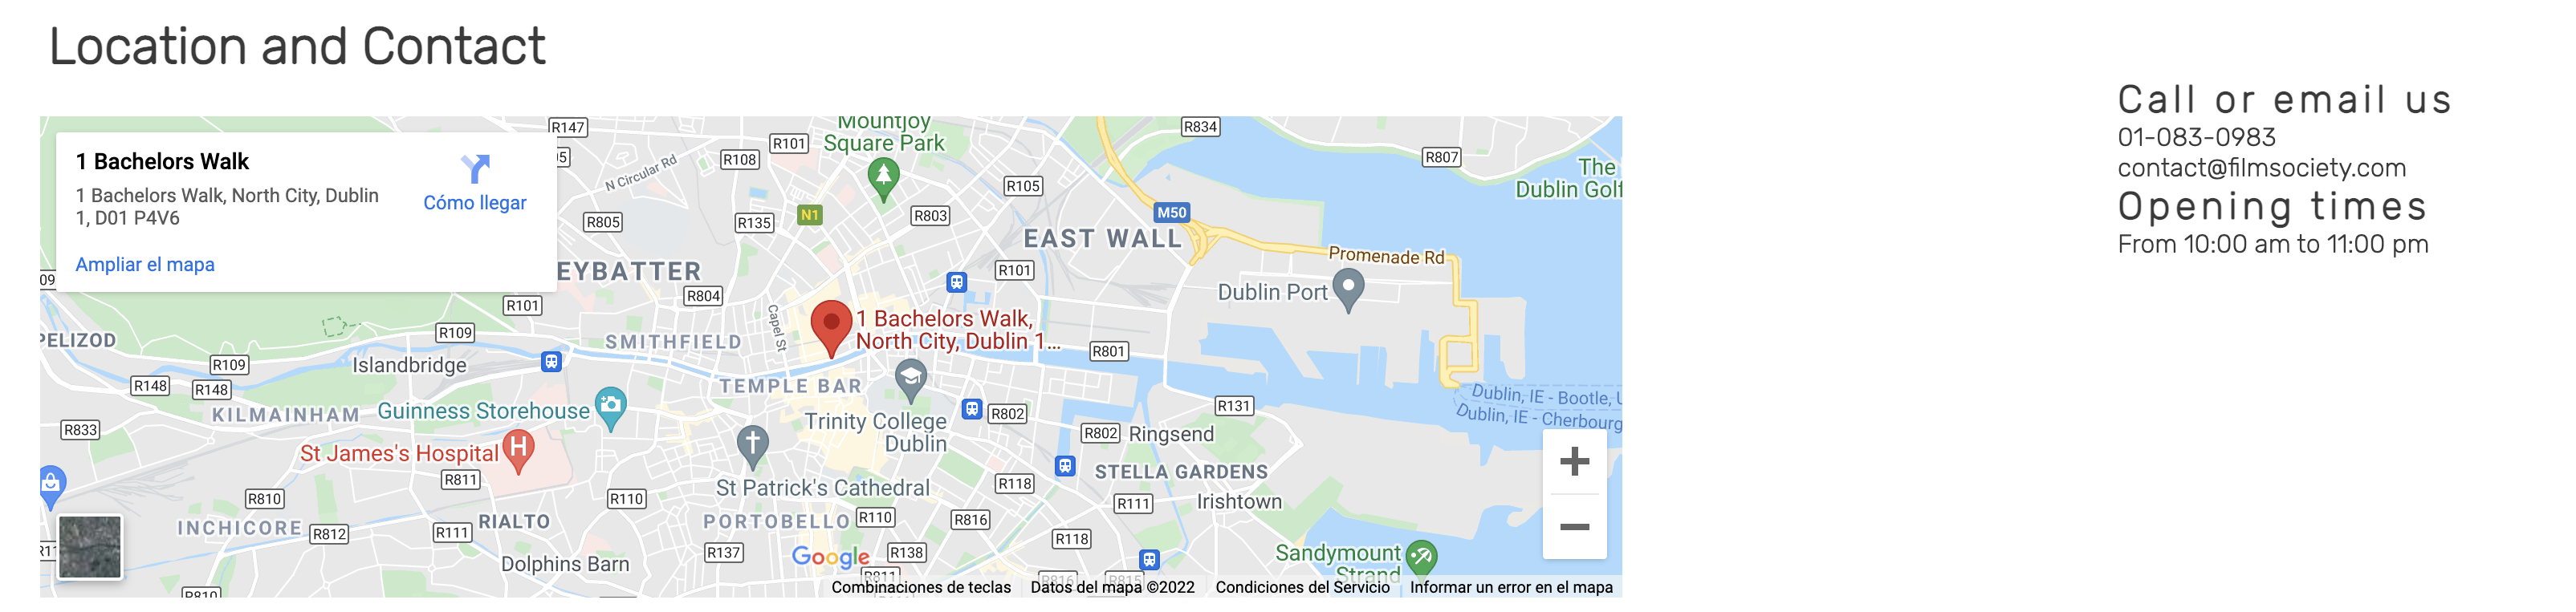 Location and Contact
Call or email us
01-083-0983
contact@filmsociety.com
Opening times
From 10:00 am to 11:00 pm
1 Bachelors Walk
1 Bachelors Walk, North City, Dublin
1, D01 P4V6
Cómo llegar
Ampliar el mapa
R147
R101
Mountjoy
Square Park
R834
R108
R807
N Circular Rd
The
Dublin Golf
R105
N1
R803
M50
R805
R135
EAST WALL
Promenade Rd
EYBATTER
R101
Dublin Port
R804
R101
Capel St
1 Bachelors Walk,
North City, Dublin 1...
R109
PELIZOD
SMITHFIELD
R801
R109
Islandbridge
R148
R148
TEMPLE BAR
Dublin, IE - Bootle, U
Dublin, IE - Cherbourg
KILMAINHAM
Guinness Storehouse
R802
R131
Trinity College
Dublin
R833
R802
Ringsend
St James's Hospital
STELLA GARDENS
R811
St Patrick's Cathedral
R118
R810
R110
R111
Irishtown
INCHICORE
RIALTO
PORTOBELLO
R110
R816
R812
R111
R118
R137
Google
R138
Sandymount
Strand
Dolphins Barn
R811
R816
R815
R810
Combinaciones de teclas
Datos del mapa ©2022
Condiciones del Servicio
Informar un error en el mapa